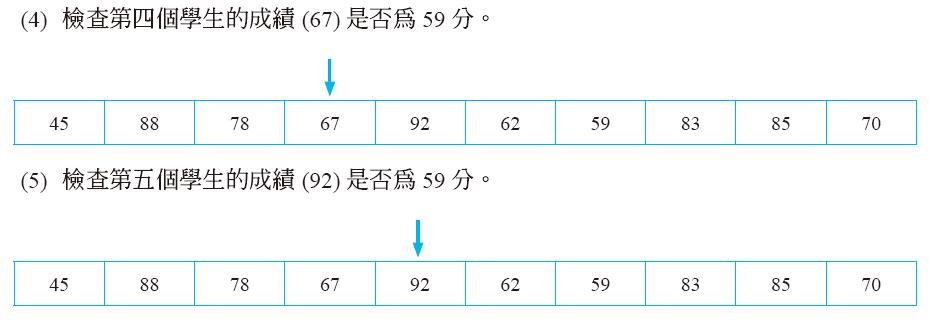 (4) 檢查第四個學生的成績 (67) 是否爲 59 分。
45 88 78 67 92 62 59 83 85 70
(5) 檢查第五個學生的成績 (92) 是否爲 59 分。
45 88 78 67 92 62 59 83 85 70